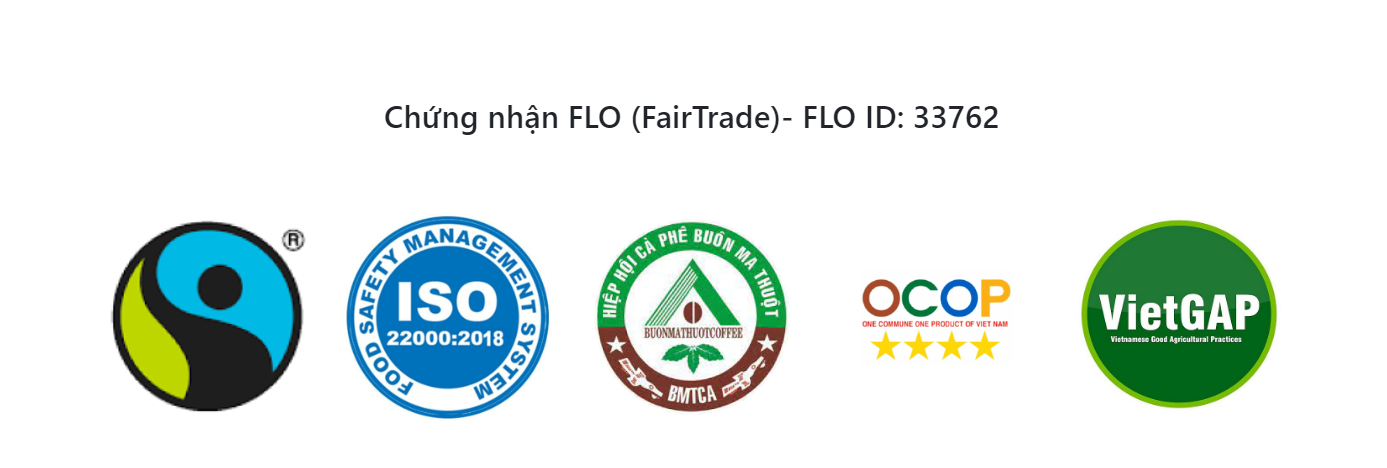 Chứng nhận FLO (FairTrade)- FLO ID: 33762
®
FOOD SAFETY MANAGEMENT SYSTEM
ISO
22000:2018
HIỆP HỘI CÀ PHÊ BUÔN MA THUỘT
BUONMATHUOTCOFFEE
BMTCA
OCOP
ONE COMMUNE ONE PRODUCT OF VIET NAM
VietGAP
Vietnamese Good Agricultural Practices